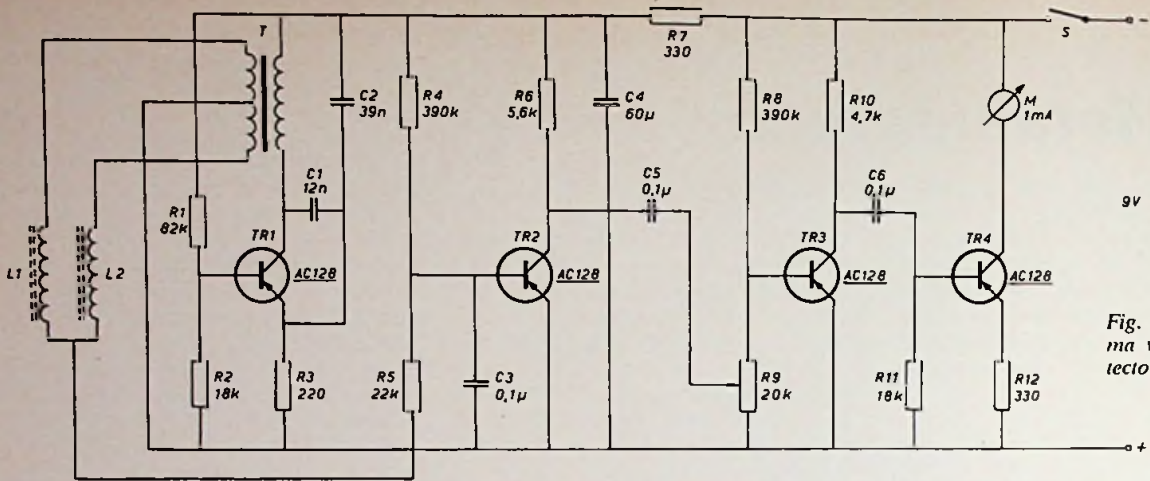 T
C2
39n
R4
390k
R6
5,6k
C4
60µ
R7
330
R8
390k
R10
4,7k
S
-
M
1mA
C1
12n
C5
0,1µ
C6
0,1µ
9V
R1
82k
TR1
AC128
TR2
AC128
TR3
AC128
TR4
AC128
L1
L2
R2
18k
R3
220
R5
22k
C3
0,1µ
R9
20k
R11
18k
R12
330
+
Fig.
ma v
tecto